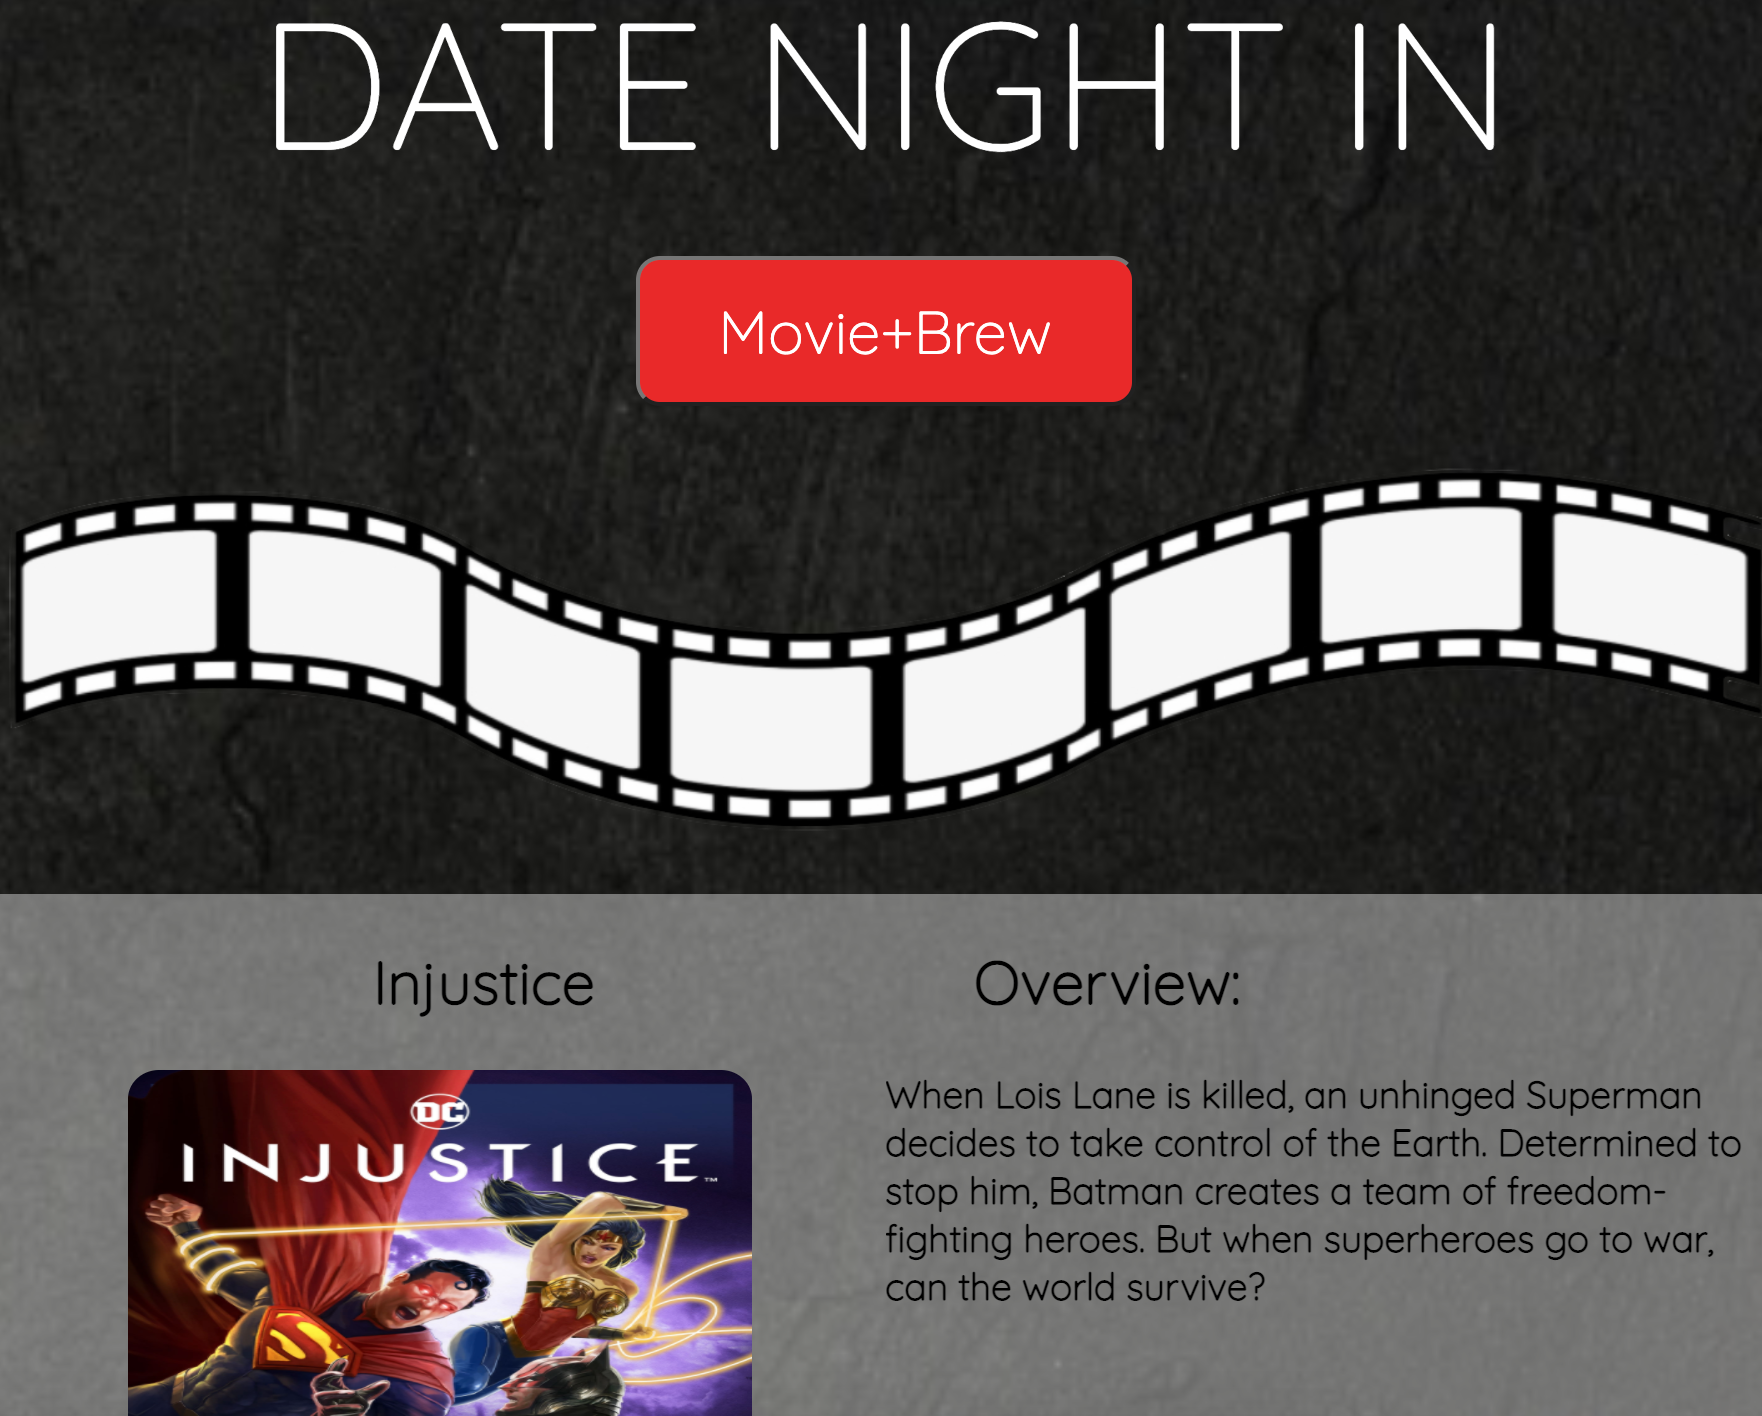 DATE NIGHT IN
Movie+Brew
Injustice
Overview:
DC
INJUSTICE™
When Lois Lane is killed, an unhinged Superman
decides to take control of the Earth. Determined to
stop him, Batman creates a team of freedom-
fighting heroes. But when superheroes go to war,
can the world survive?